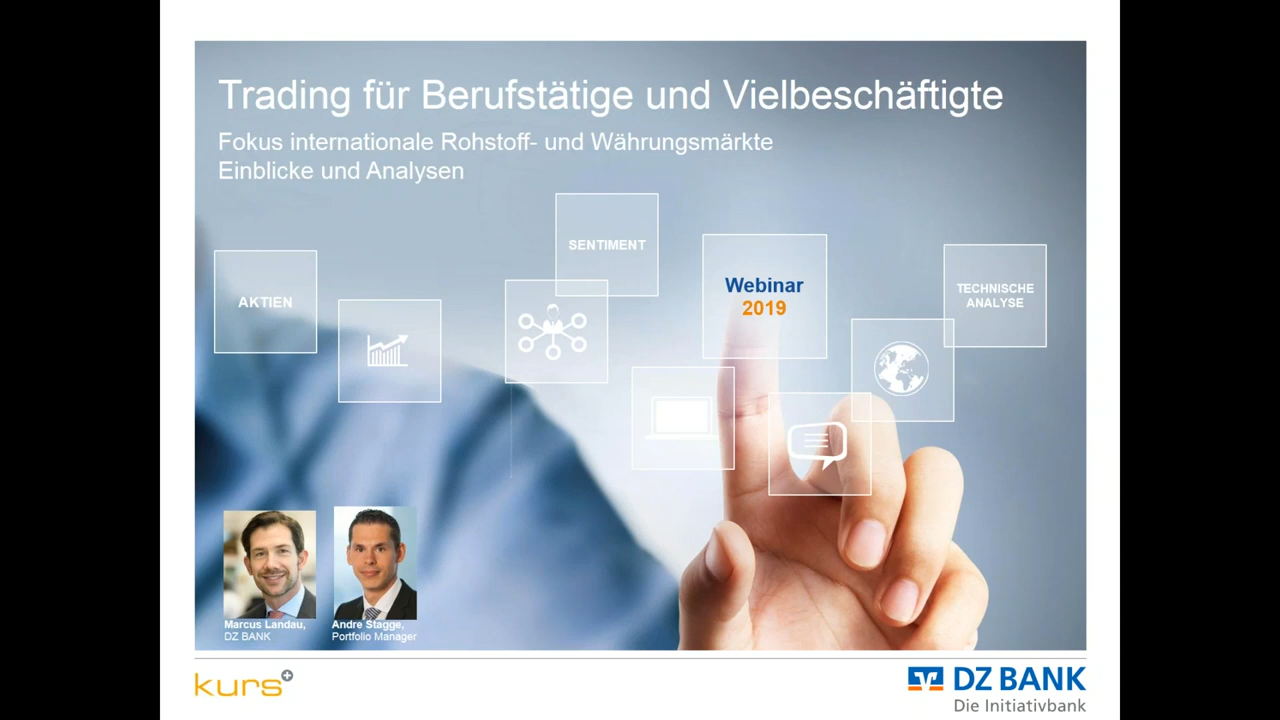 Trading für Berufstätige und Vielbeschäftigte
Fokus internationale Rohstoff- und Währungsmärkte
Einblicke und Analysen
SENTIMENT
AKTIEN
Webinar
2019
TECHNISCHE
ANALYSE
Marcus Landau,
DZ BANK
Andre Stagge,
Portfolio Manager
kurs+
DZ BANK
Die Initiativbank